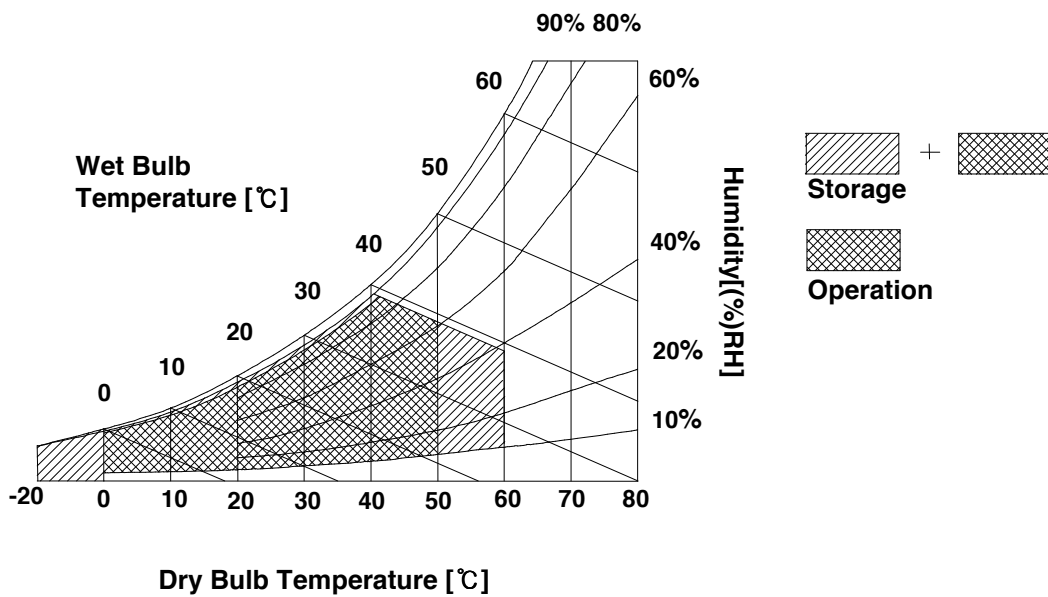 90% 80%
60
60%
50
Wet Bulb
Temperature [℃]
+
Storage
40
40%
Humidity[(%)RH]
30
Operation
20
20%
10
0
10%
-20 0 10 20 30 40 50 60 70 80
Dry Bulb Temperature [℃]